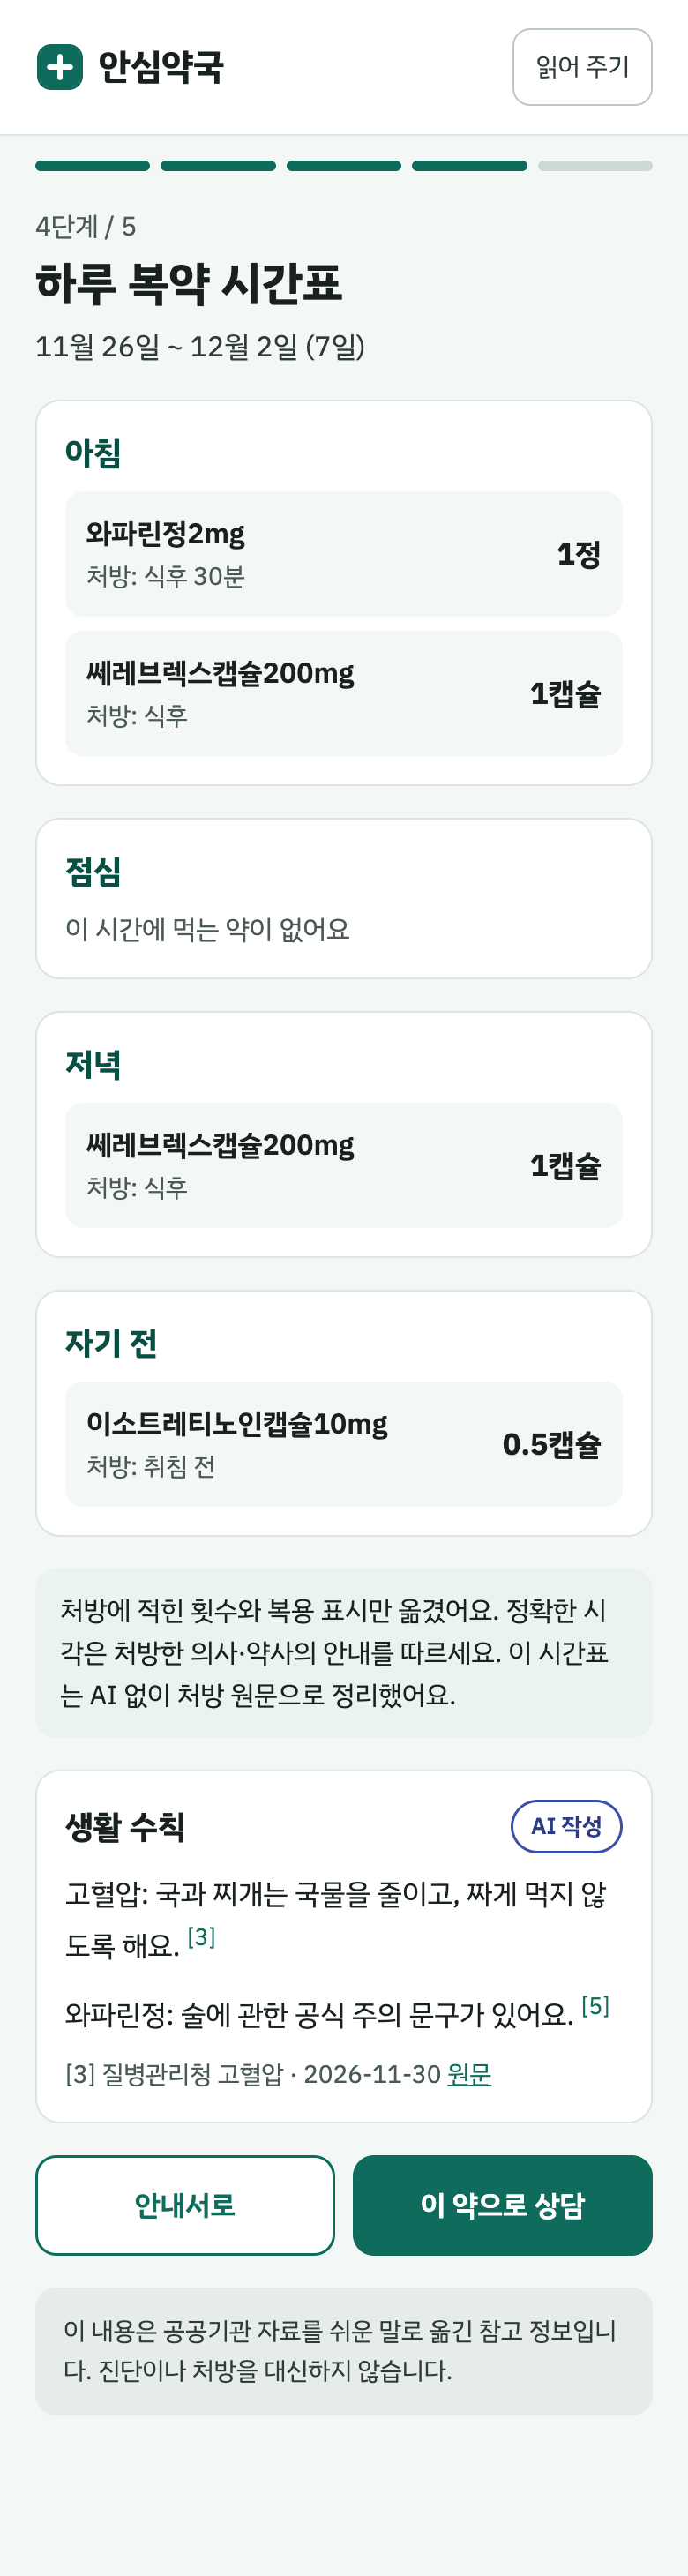 안심약국
읽어 주기
4단계 / 5
하루 복약 시간표
11월 26일 ~ 12월 2일 (7일)
아침
와파린정2mg
처방: 식후 30분
1정
쎄레브렉스캡슐200mg
처방: 식후
1캡슐
점심
이 시간에 먹는 약이 없어요
저녁
쎄레브렉스캡슐200mg
처방: 식후
1캡슐
자기 전
이소트레티노인캡슐10mg
처방: 취침 전
0.5캡슐
처방에 적힌 횟수와 복용 표시만 옮겼어요. 정확한 시
각은 처방한 의사·약사의 안내를 따르세요. 이 시간표
는 AI 없이 처방 원문으로 정리했어요.
생활 수칙
AI 작성
고혈압: 국과 찌개는 국물을 줄이고, 짜게 먹지 않
도록 해요. [3]
와파린정: 술에 관한 공식 주의 문구가 있어요. [5]
[3] 질병관리청 고혈압 · 2026-11-30 원문
안내서로
이 약으로 상담
이 내용은 공공기관 자료를 쉬운 말로 옮긴 참고 정보입니
다. 진단이나 처방을 대신하지 않습니다.